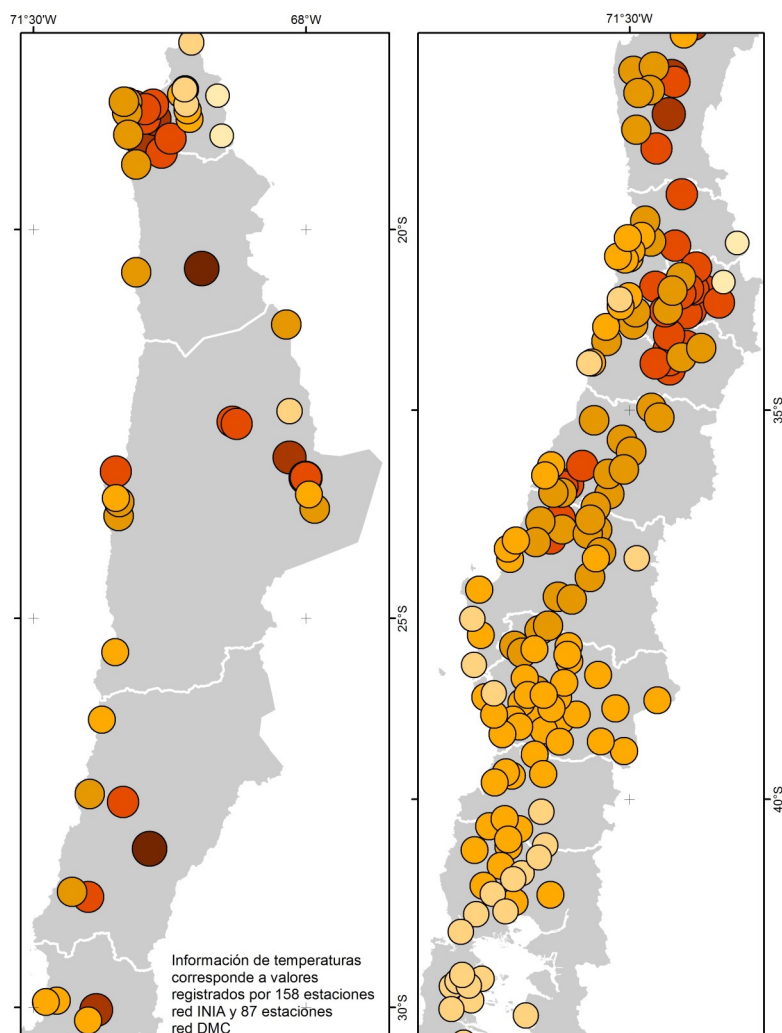 71°30'W
68°W
71°30'W
20°S
35°S
25°S
40°S
30°S
Información de temperaturas
corresponde a valores
registrados por 158 estaciones
red INIA y 87 estaciones
red DMC